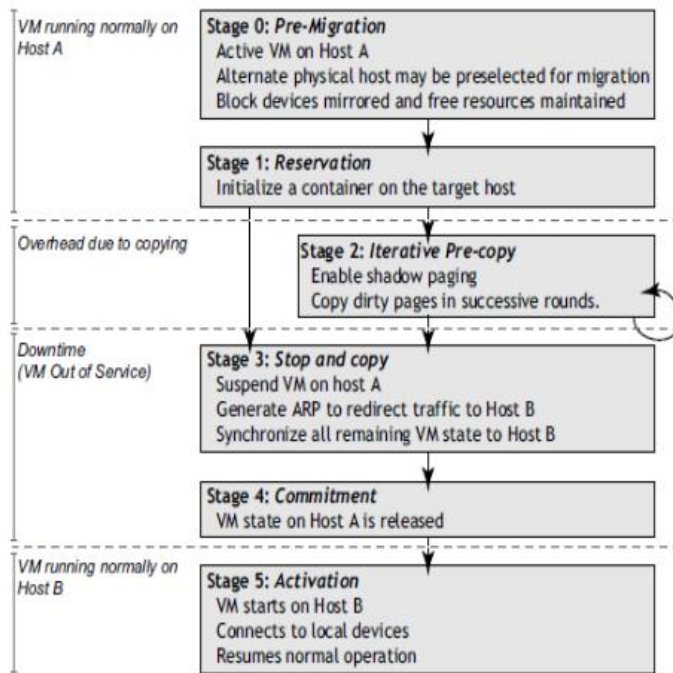 VM running normally on
Host A
Stage 0: Pre-Migration
Active VM on Host A
Alternate physical host may be preselected for migration
Block devices mirrored and free resources maintained
Stage 1: Reservation
Initialize a container on the target host
Overhead due to copying
Stage 2: Iterative Pre-copy
Enable shadow paging
Copy dirty pages in successive rounds.
Downtime
(VM Out of Service)
Stage 3: Stop and copy
Suspend VM on host A
Generate ARP to redirect traffic to Host B
Synchronize all remaining VM state to Host B
Stage 4: Commitment
VM state on Host A is released
VM running normally on
Host B
Stage 5: Activation
VM starts on Host B
Connects to local devices
Resumes normal operation